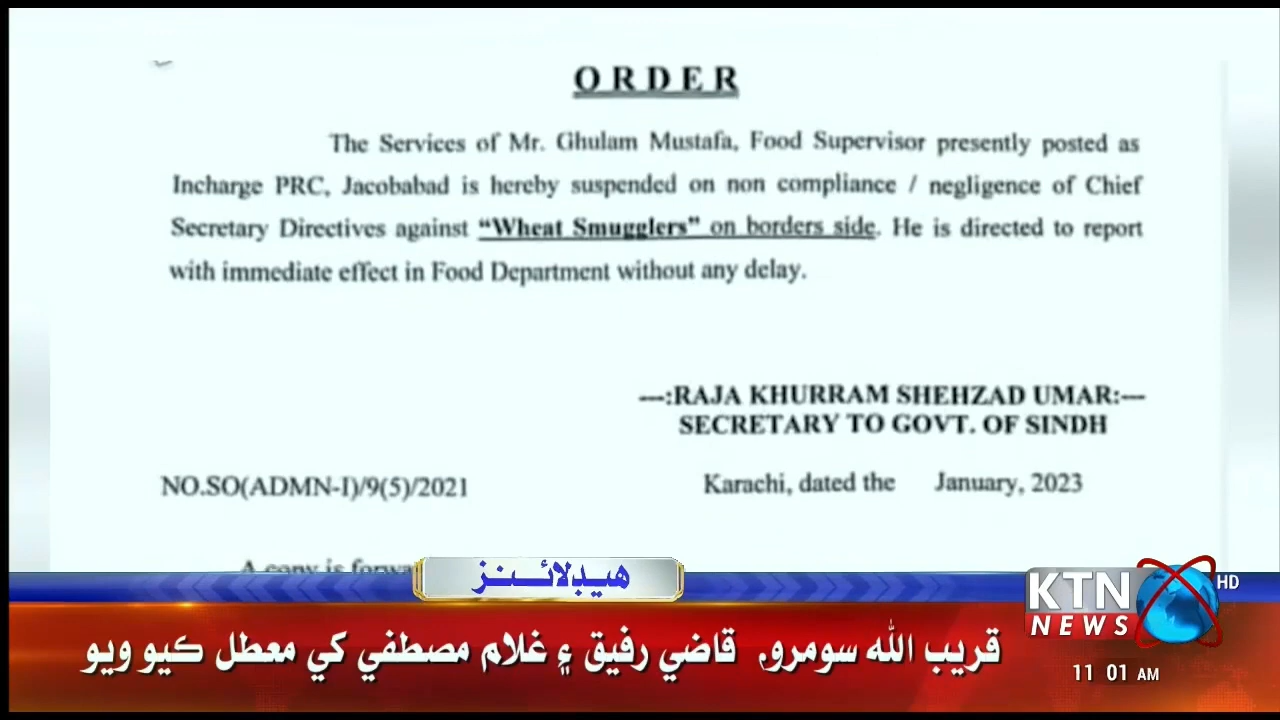 ORDER
The Services of Mr. Ghulam Mustafa, Food Supervisor presently posted as
Incharge PRC, Jacobabad is hereby suspended on non compliance / negligence of Chief
Secretary Directives against “Wheat Smugglers” on borders side. He is directed to report
with immediate effect in Food Department without any delay.
—:RAJA KHURRAM SHEHZAD UMAR:—
SECRETARY TO GOVT. OF SINDH
NO.SO(ADMN-I)/9(5)/2021
Karachi, dated the January, 2023
A copy is
هيڊلائنز
KTN
NEWS
HD
قريب الله سومرو، قاضي رفيق ۽ غلام مصطفي کي معطل ڪيو ويو
11 01 AM